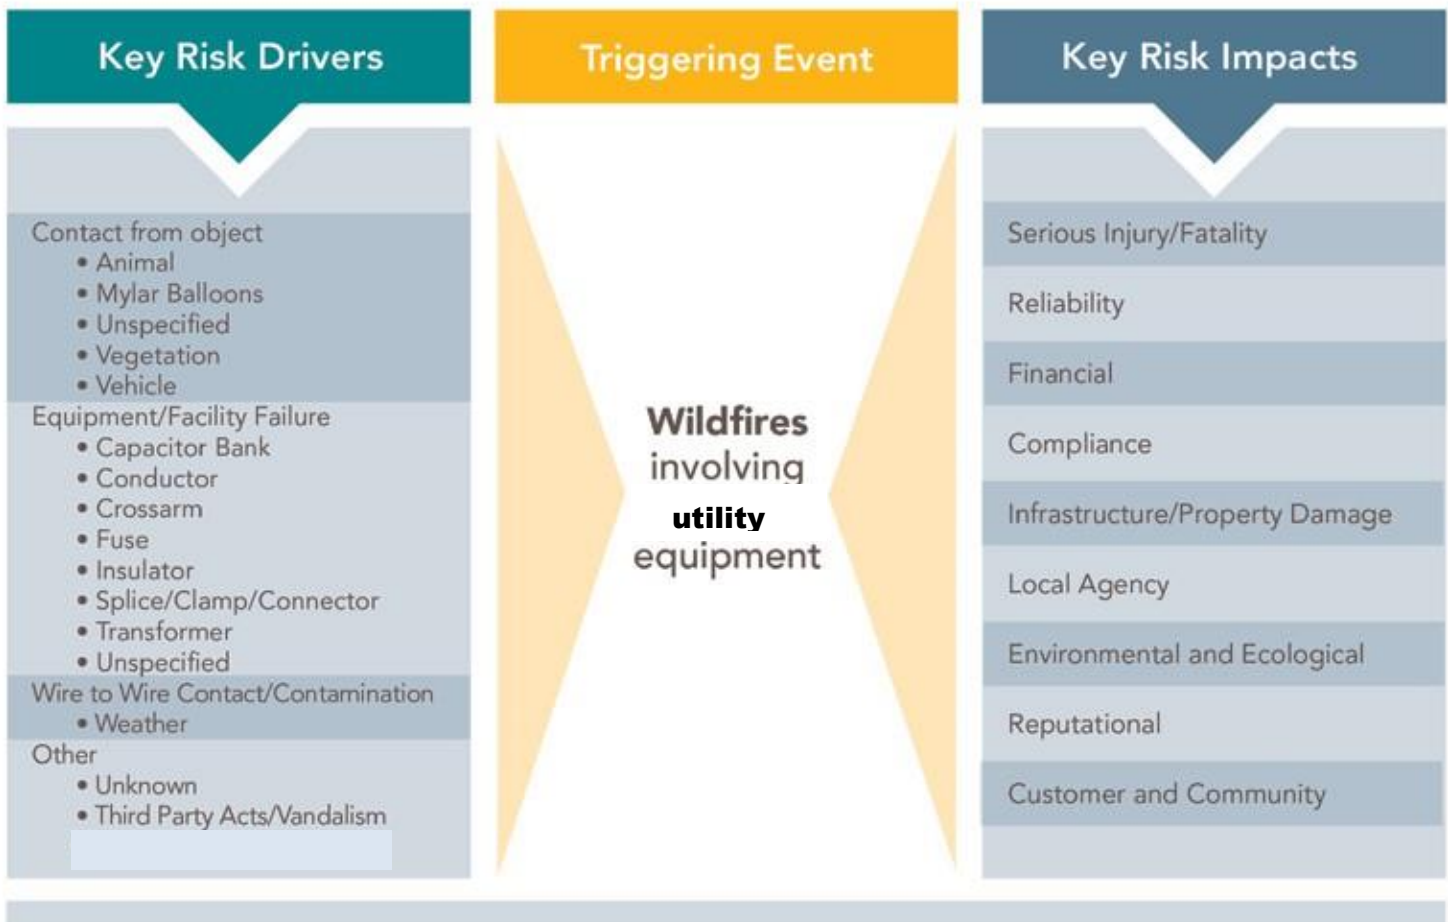 Key Risk Drivers
Contact from object
• Animal
• Mylar Balloons
• Unspecified
• Vegetation
• Vehicle
Equipment/Facility Failure
• Capacitor Bank
• Conductor
• Crossarm
• Fuse
• Insulator
• Splice/Clamp/Connector
• Transformer
• Unspecified
Wire to Wire Contact/Contamination
• Weather
Other
• Unknown
• Third Party Acts/Vandalism
Triggering Event
Wildfires
involving
utility
equipment
Key Risk Impacts
Serious Injury/Fatality
Reliability
Financial
Compliance
Infrastructure/Property Damage
Local Agency
Environmental and Ecological
Reputational
Customer and Community